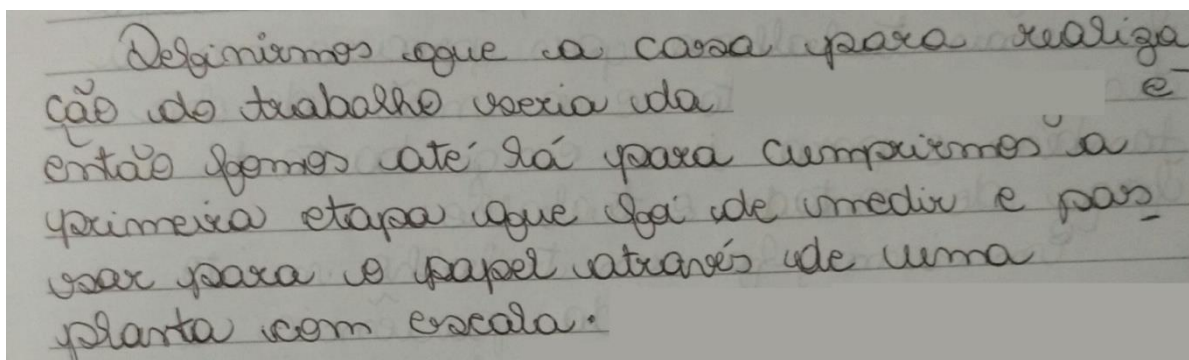 Definirmos que a casa para realiza
ção do trabalho seria da e
então fomos até lá para cumprirmos a
primeira etapa que foi de medir e pas
sar para o papel através de uma
planta com escala.